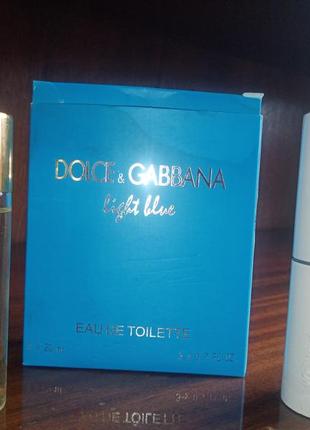 DOLCE & GABBANA
light blue
EAU DE TOILETTE